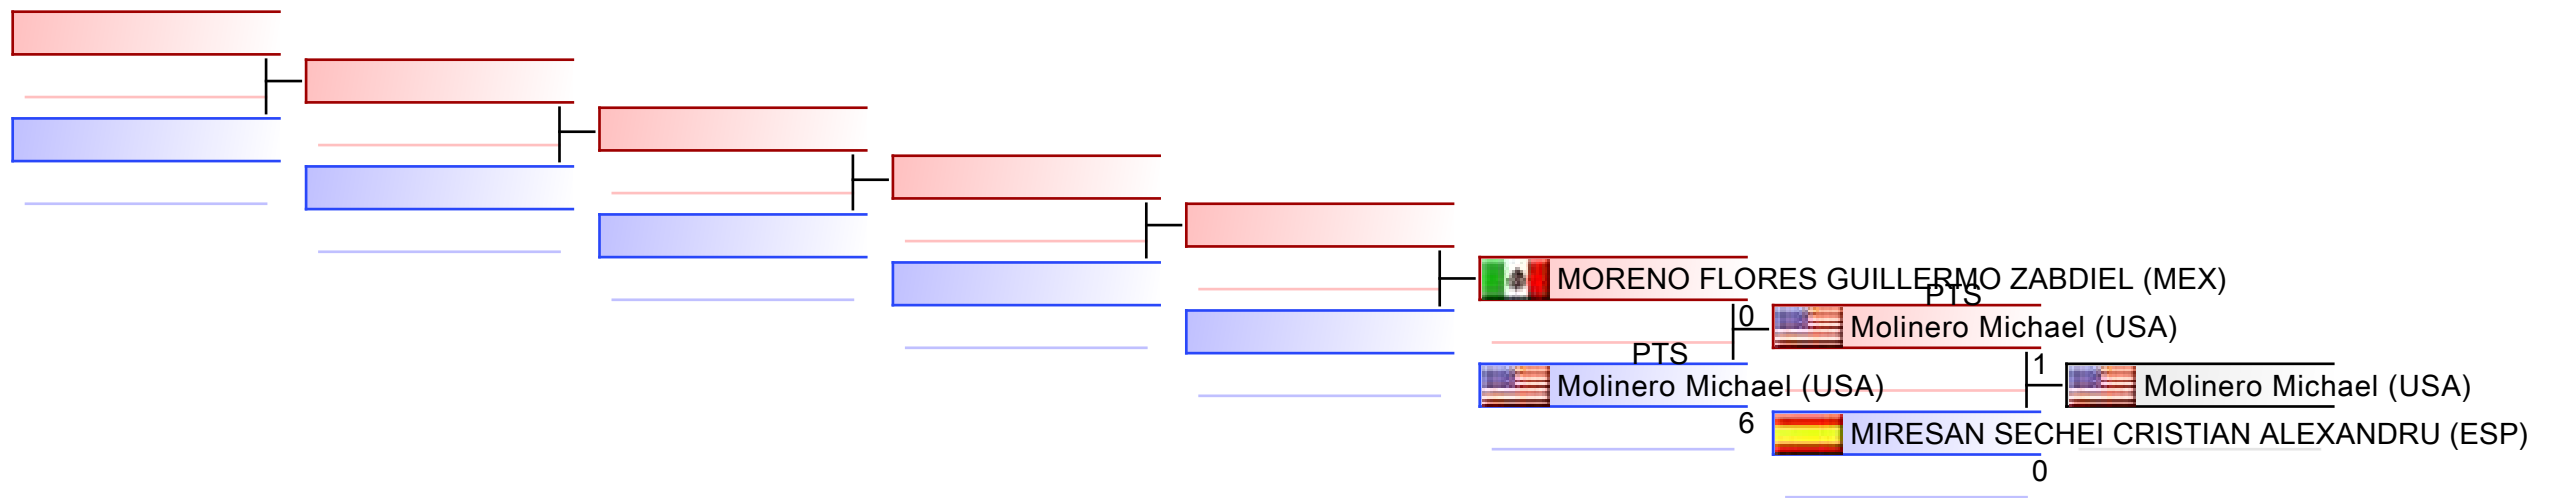 MORENO FLORES GUILLERMO ZABDIEL (MEX)
PTS
0
Molinero Michael (USA)
PTS
1
Molinero Michael (USA)
Molinero Michael (USA)
6
MIRESAN SECHEI CRISTIAN ALEXANDRU (ESP)
0